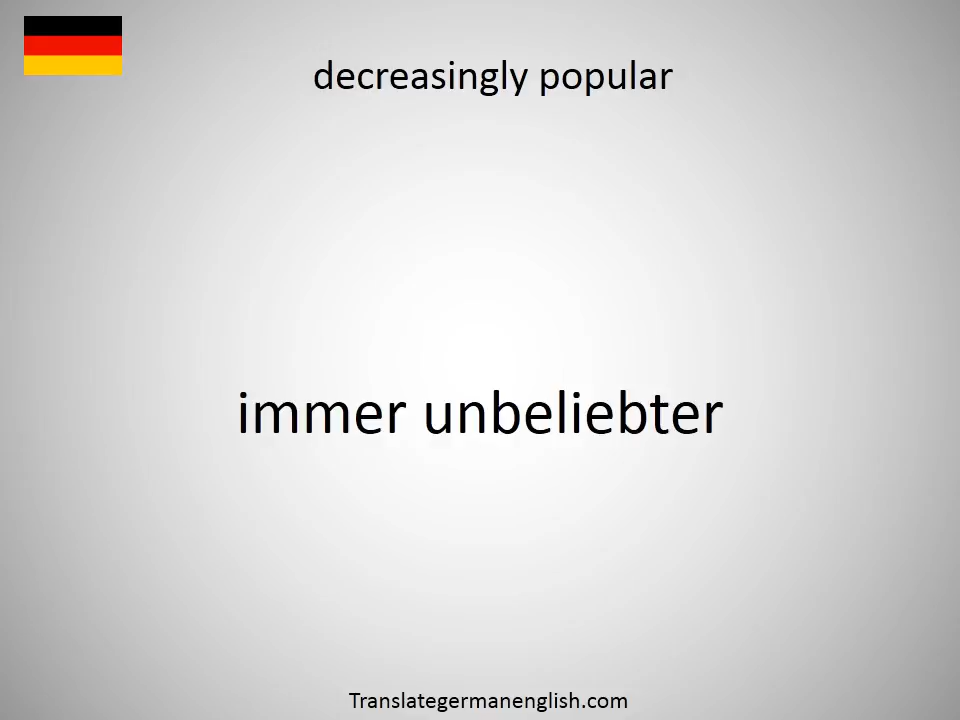 decreasingly popular
immer unbeliebter
Translategermanenglish.com